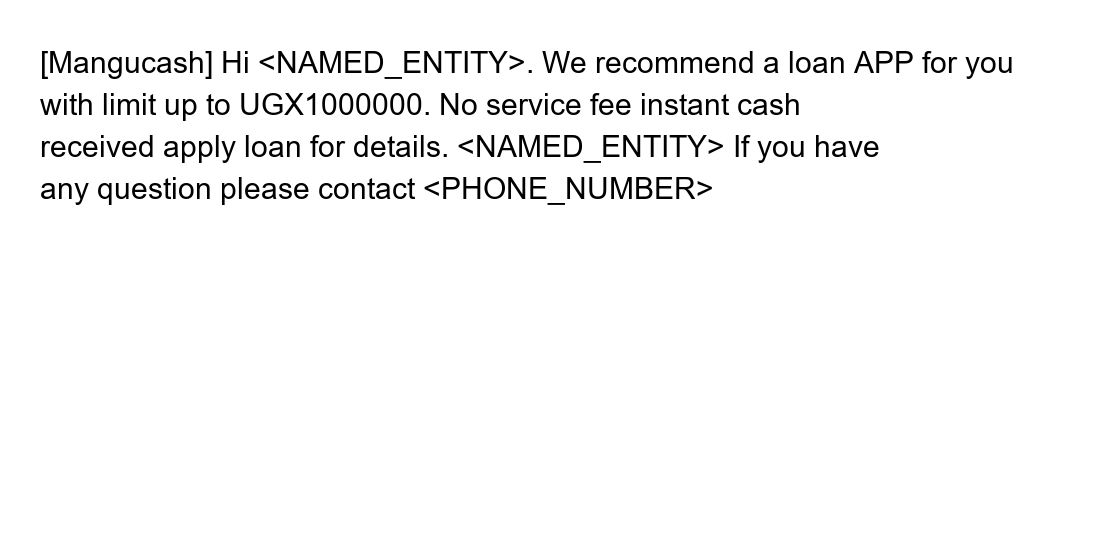 [Mangucash] Hi <NAMED_ENTITY>. We recommend a loan APP for you
with limit up to UGX1000000. No service fee instant cash
received apply loan for details. <NAMED_ENTITY> If you have
any question please contact <PHONE_NUMBER>